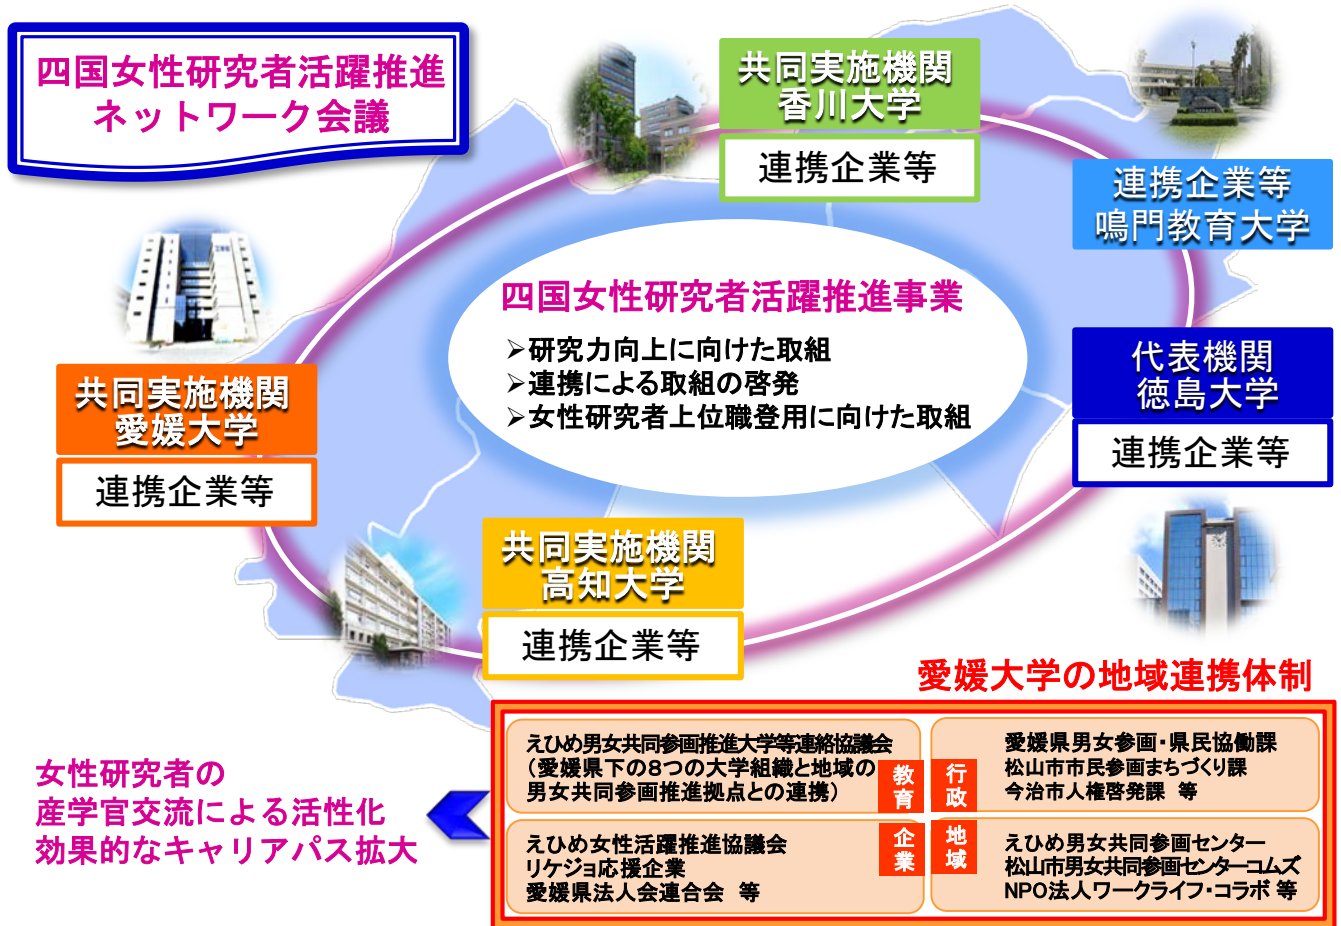 四国女性研究者活躍推進
ネットワーク会議
共同実施機関
香川大学
連携企業等
連携企業等
鳴門教育大学
四国女性研究者活躍推進事業
➢研究力向上に向けた取組
➢連携による取組の啓発
➢女性研究者上位職登用に向けた取組
代表機関
徳島大学
連携企業等
共同実施機関
愛媛大学
連携企業等
共同実施機関
高知大学
連携企業等
愛媛大学の地域連携体制
えひめ男女共同参画推進大学等連絡協議会
（愛媛県下の8つの大学組織と地域の
男女共同参画推進拠点との連携）
教育
行政
愛媛県男女参画・県民協働課
松山市市民参画まちづくり課
今治市人権啓発課 等
えひめ女性活躍推進協議会
リケジョ応援企業
愛媛県法人会連合会 等
企業
地域
えひめ男女共同参画センター
松山市男女共同参画センターコムズ
NPO法人ワークライフ・コラボ 等
女性研究者の
産学官交流による活性化
効果的なキャリアパス拡大